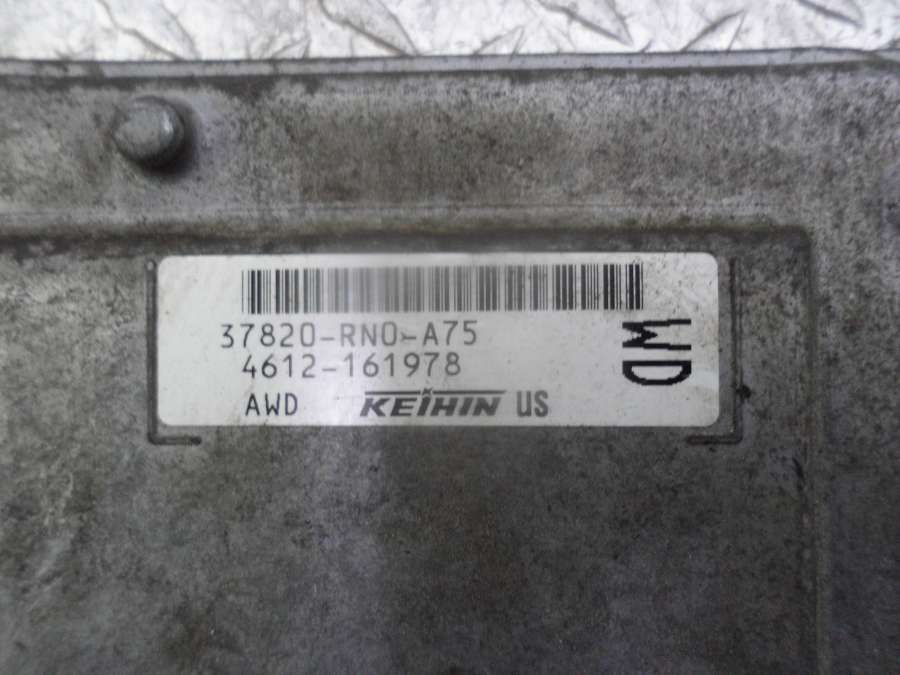 37820-RN0-A75
4612-161978
AWD KEIHIN US
WD